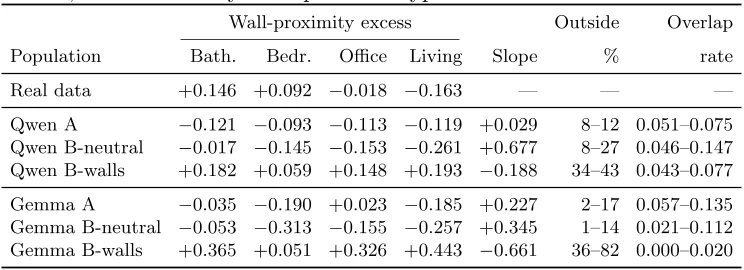 Wall-proximity excess Outside Overlap
Population Bath. Bedr. Office Living Slope % rate
Real data +0.146 +0.092 −0.018 −0.163 — — —
Qwen A −0.121 −0.093 −0.113 −0.119 +0.029 8–12 0.051–0.075
Qwen B-neutral −0.017 −0.145 −0.153 −0.261 +0.677 8–27 0.046–0.147
Qwen B-walls +0.182 +0.059 +0.148 +0.193 −0.188 34–43 0.043–0.077
Gemma A −0.035 −0.190 +0.023 −0.185 +0.227 2–17 0.057–0.135
Gemma B-neutral −0.053 −0.313 −0.155 −0.257 +0.345 1–14 0.021–0.112
Gemma B-walls +0.365 +0.051 +0.326 +0.443 −0.661 36–82 0.000–0.020